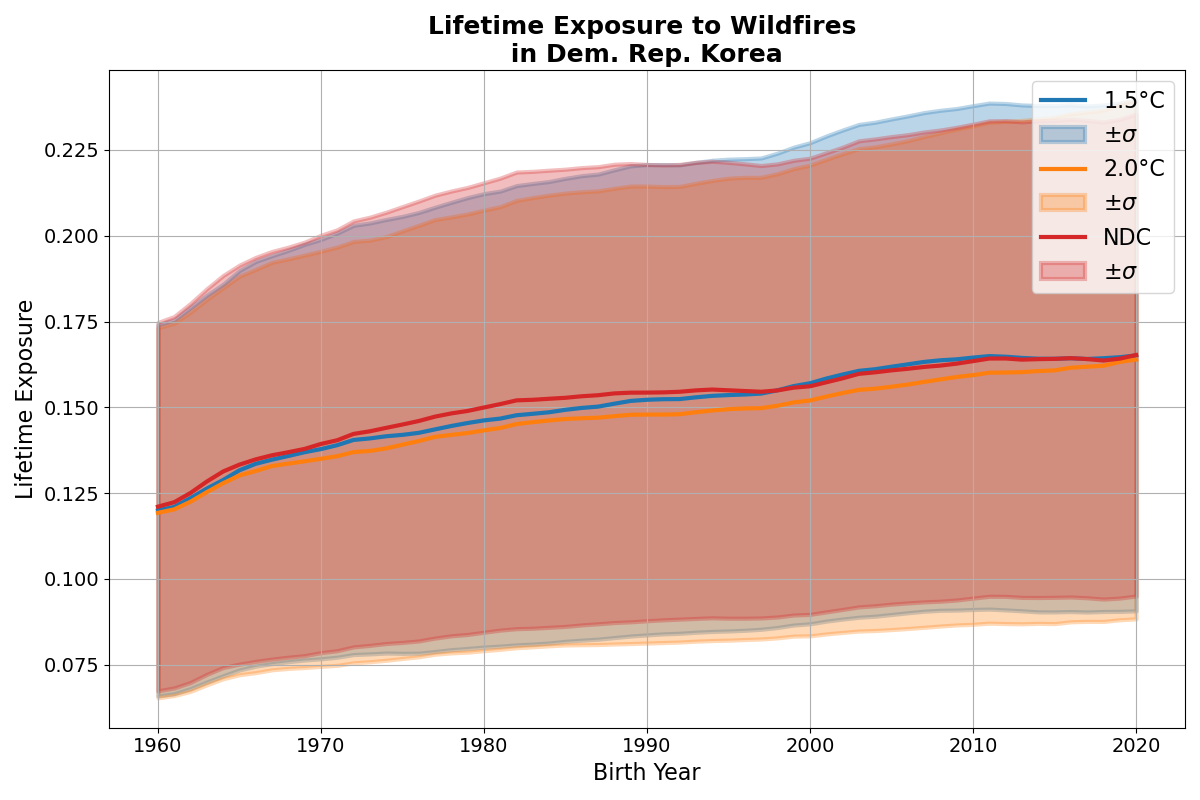 Lifetime Exposure to Wildfires
in Dem. Rep. Korea
1.5°C
±σ
2.0°C
±σ
NDC
±σ
Lifetime Exposure
0.225
0.200
0.175
0.150
0.125
0.100
0.075
1960 1970 1980 1990 2000 2010 2020
Birth Year